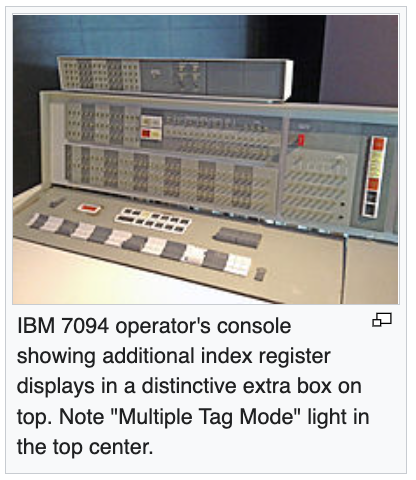 IBM 7094 operator's console
showing additional index register
displays in a distinctive extra box on
top. Note "Multiple Tag Mode" light in
the top center.